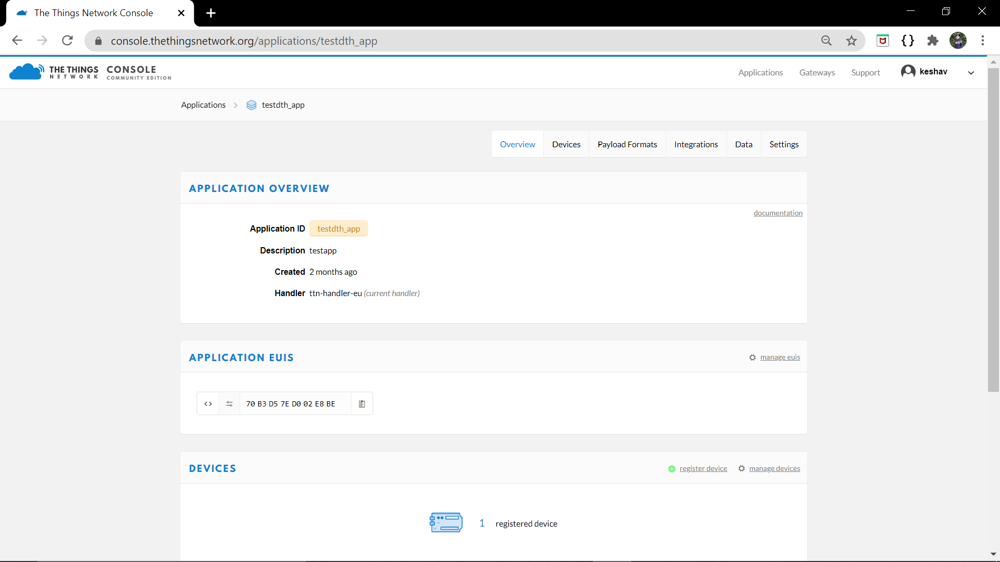 The Things Network Console
console.thethingsnetwork.org/applications/testdth_app
THE THINGS NETWORK CONSOLE COMMUNITY EDITION
Applications Gateways Support keshav
Applications testdth_app
Overview Devices Payload Formats Integrations Data Settings
APPLICATION OVERVIEW
documentation
Application ID testdth_app
Description testapp
Created 2 months ago
Handler ttn-handler-eu (current handler)
APPLICATION EUIS manage euis
<> 70 B3 D5 7E D0 02 E8 BE
DEVICES register device manage devices
1 registered device